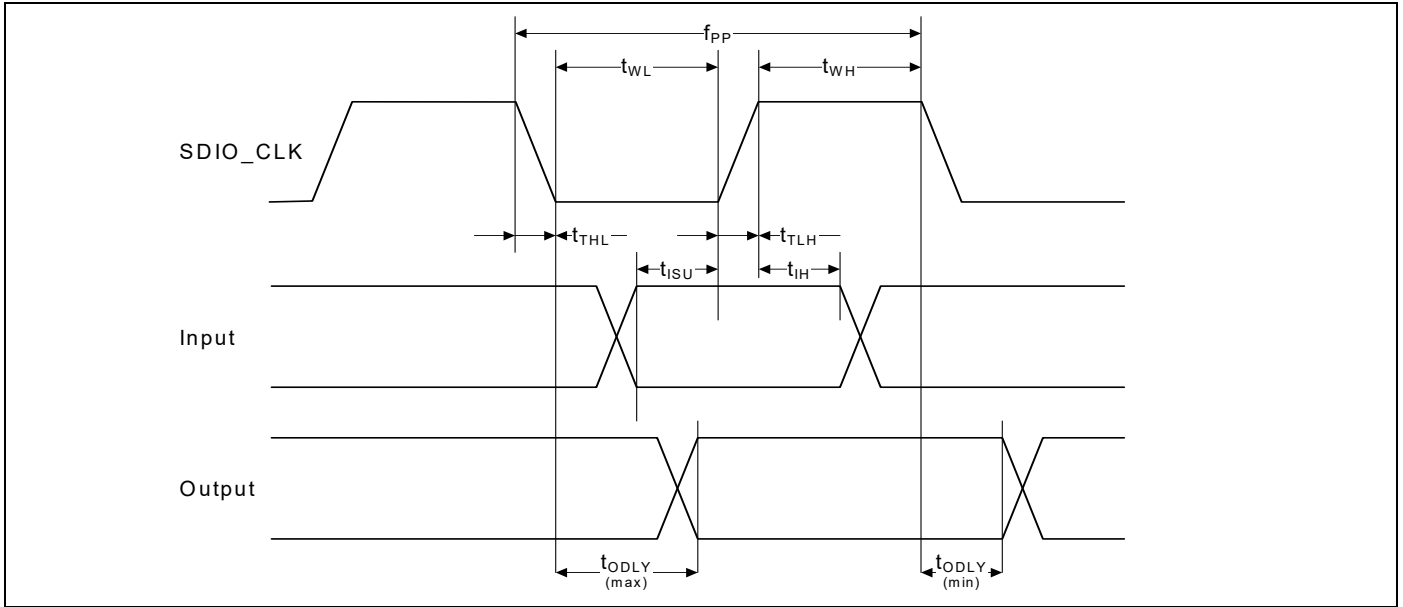 fPP
tWL
tWH
SDIO_CLK
tTHL
tTLH
tISU
tIH
Input
Output
tODLY
(max)
tODLY
(min)